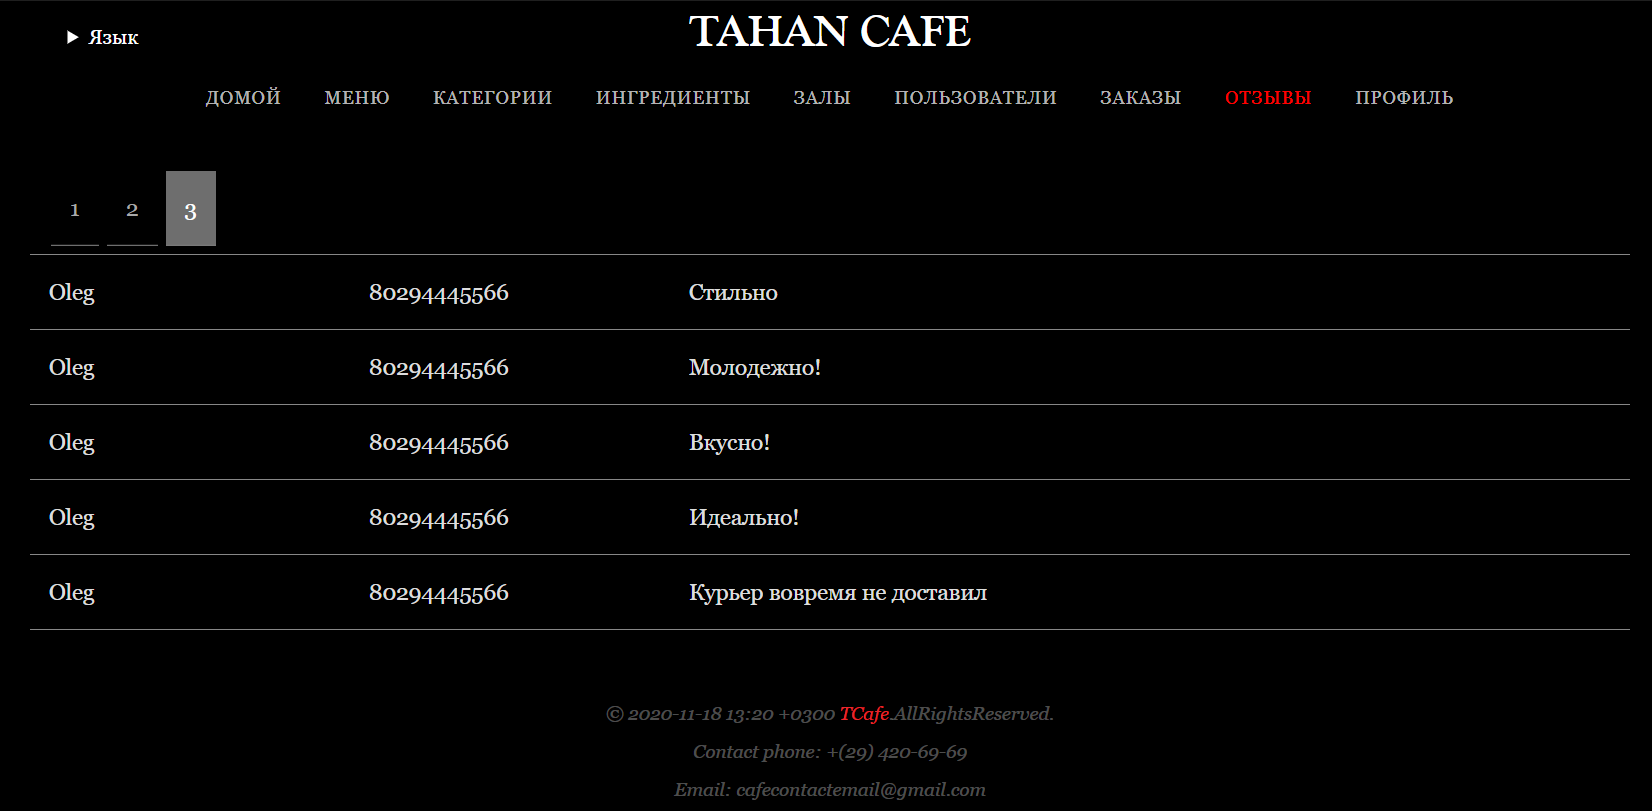 ▶ Язык
TAHAN CAFE
ДОМОЙ МЕНЮ КАТЕГОРИИ ИНГРЕДИЕНТЫ ЗАЛЫ ПОЛЬЗОВАТЕЛИ ЗАКАЗЫ ОТЗЫВЫ ПРОФИЛЬ
1 2 3
Oleg 80294445566 Стильно
Oleg 80294445566 Молодежно!
Oleg 80294445566 Вкусно!
Oleg 80294445566 Идеально!
Oleg 80294445566 Курьер вовремя не доставил
© 2020-11-18 13:20 +0300 TCafe.AllRightsReserved.
Contact phone: +(29) 420-69-69
Email: cafecontactemail@gmail.com